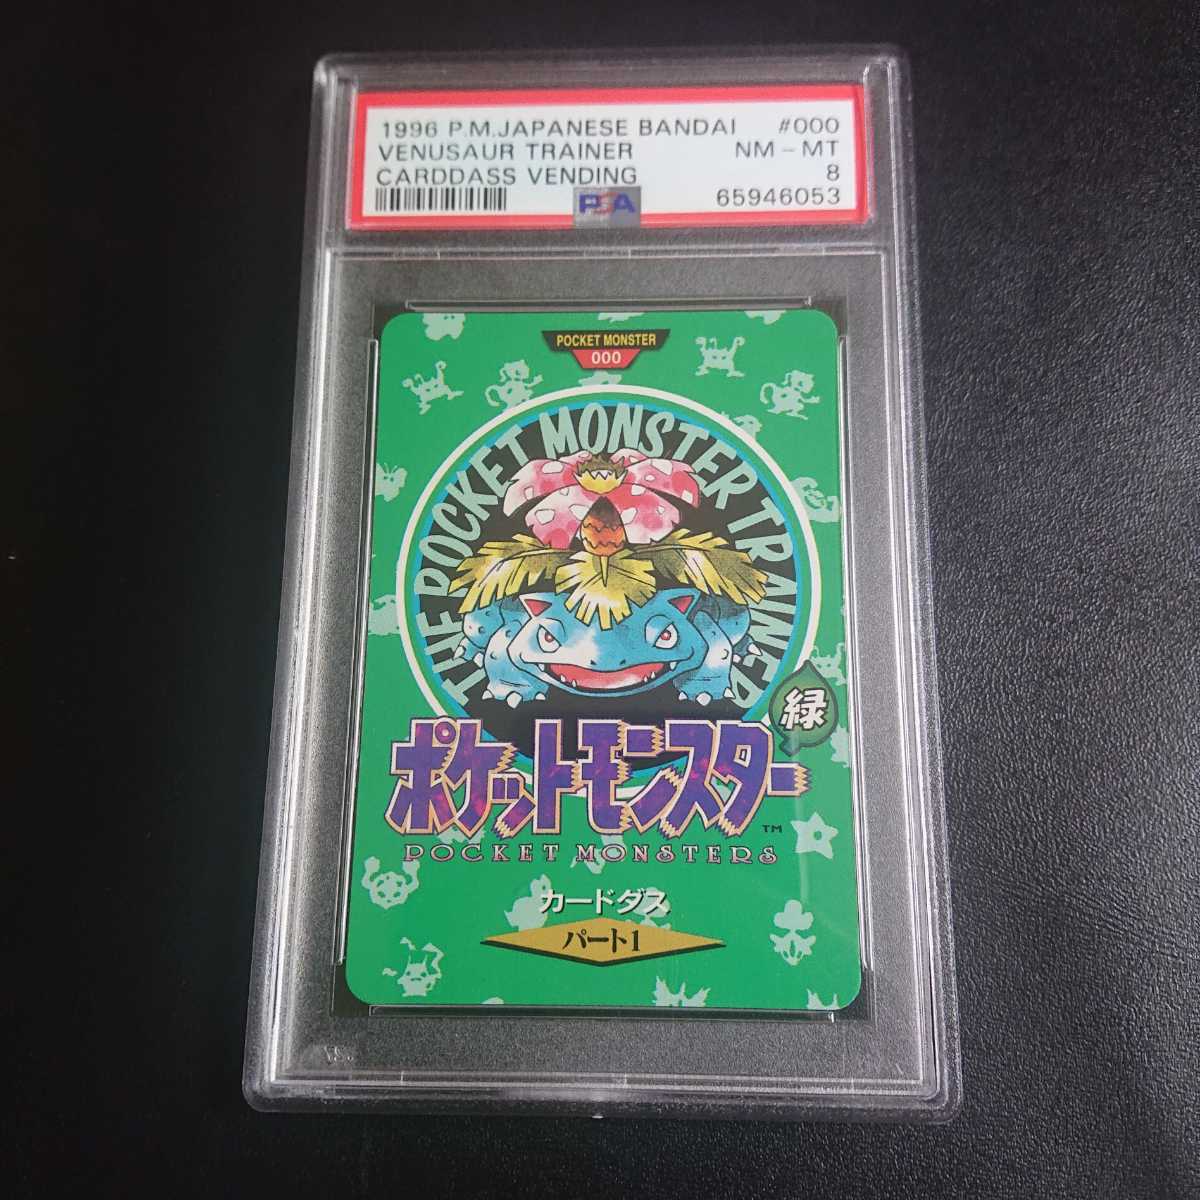 1996 P.M.JAPANESE BANDAI #000
VENUSAUR TRAINER NM - MT
CARDDASS VENDING 8
PSA 65946053
POCKET MONSTER
000
THE POCKET MONSTER TRAINER
緑
ポケットモンスター
TM
POCKET MONSTERS
カードダス
パート1